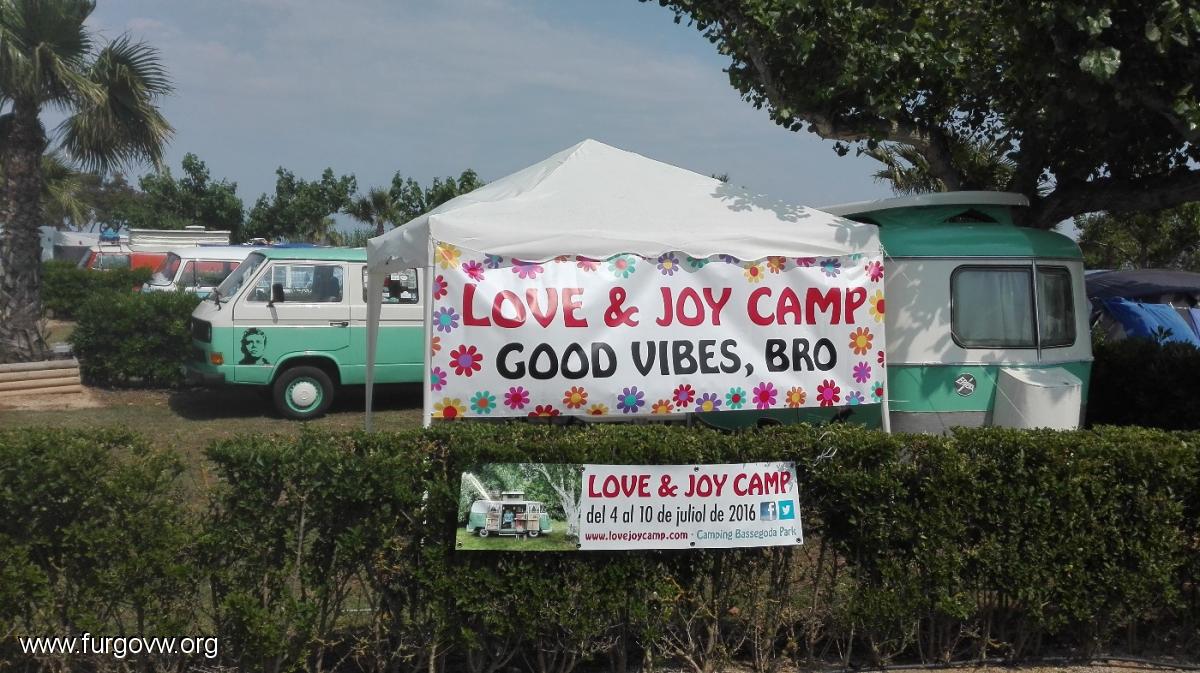 LOVE & JOY CAMP
GOOD VIBES, BRO
LOVE & JOY CAMP
del 4 al 10 de juliol de 2016
www.lovejoycamp.com - Camping Bassegoda Park
www.furgovw.org